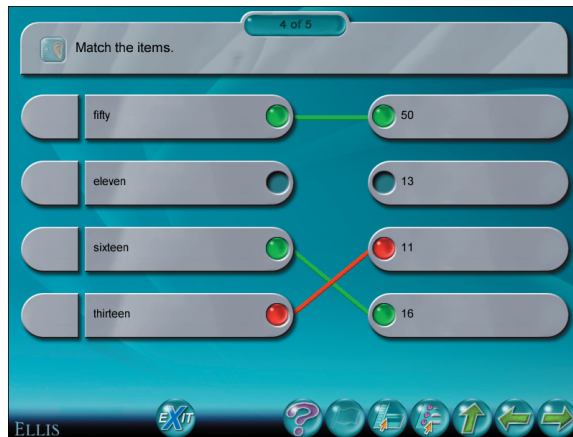 4 of 5
Match the items.
fifty
50
eleven
13
sixteen
11
thirteen
16
ELLIS
EXIT
?